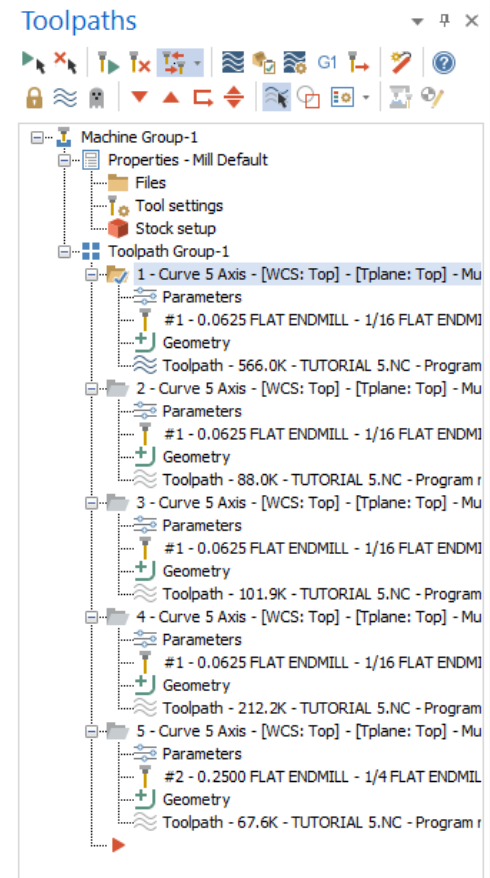 Toolpaths
G1
Machine Group-1
Properties - Mill Default
Files
Tool settings
Stock setup
Toolpath Group-1
1 - Curve 5 Axis - [WCS: Top] - [Tplane: Top] - Mu
Parameters
#1 - 0.0625 FLAT ENDMILL - 1/16 FLAT ENDMI
Geometry
Toolpath - 566.0K - TUTORIAL 5.NC - Program
2 - Curve 5 Axis - [WCS: Top] - [Tplane: Top] - Mu
Parameters
#1 - 0.0625 FLAT ENDMILL - 1/16 FLAT ENDMI
Geometry
Toolpath - 88.0K - TUTORIAL 5.NC - Program r
3 - Curve 5 Axis - [WCS: Top] - [Tplane: Top] - Mu
Parameters
#1 - 0.0625 FLAT ENDMILL - 1/16 FLAT ENDMI
Geometry
Toolpath - 101.9K - TUTORIAL 5.NC - Program
4 - Curve 5 Axis - [WCS: Top] - [Tplane: Top] - Mu
Parameters
#1 - 0.0625 FLAT ENDMILL - 1/16 FLAT ENDMI
Geometry
Toolpath - 212.2K - TUTORIAL 5.NC - Program
5 - Curve 5 Axis - [WCS: Top] - [Tplane: Top] - Mu
Parameters
#2 - 0.2500 FLAT ENDMILL - 1/4 FLAT ENDMIL
Geometry
Toolpath - 67.6K - TUTORIAL 5.NC - Program r